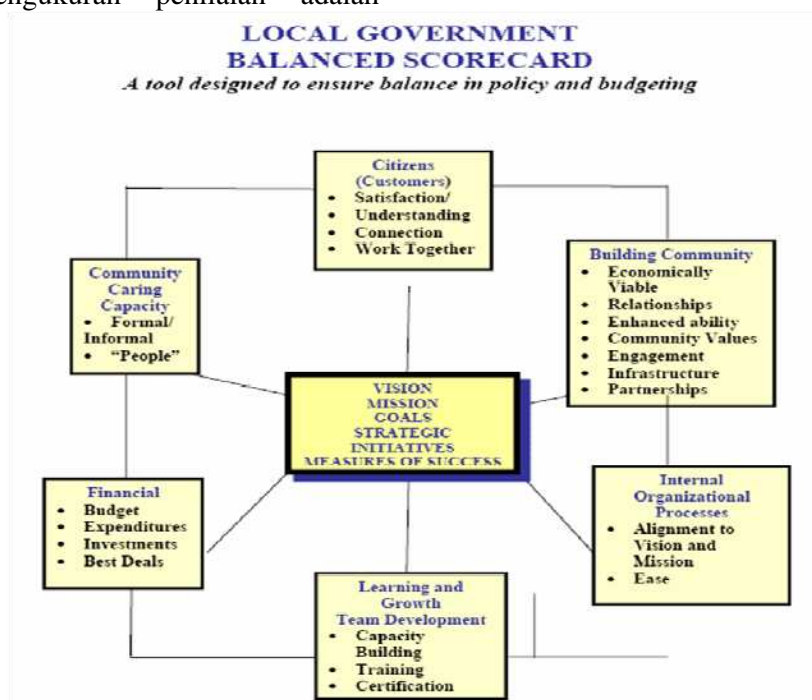 pengukuran penilaian adalah
LOCAL GOVERNMENT
BALANCED SCORECARD
A tool designed to ensure balance in policy and budgeting
Citizens
(Customers)
• Satisfaction/
• Understanding
• Connection
• Work Together
Community
Caring
Capacity
• Formal/
Informal
• “People”
Building Community
• Economically
Viable
• Relationships
• Enhanced ability
• Community Values
• Engagement
• Infrastructure
• Partnerships
VISION
MISSION
GOALS
STRATEGIC
INITIATIVES
MEASURES OF SUCCESS
Financial
• Budget
• Expenditures
• Investments
• Best Deals
Internal
Organizational
Processes
• Alignment to
Vision and
Mission
• Ease
Learning and
Growth
Team Development
• Capacity
Building
• Training
• Certification